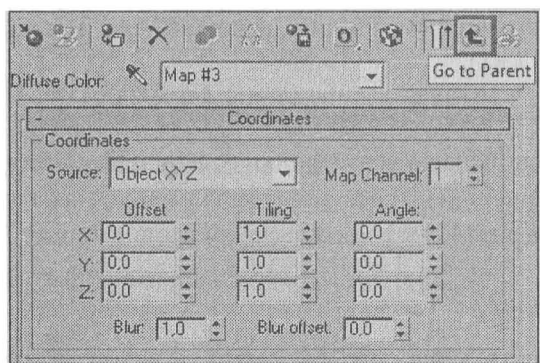 Go to Parent
Diffuse Color: Map #3
- Coordinates
Coordinates
Source: Object XYZ Map Channel: 1
Offset Tiling Angle:
X: 0,0 1,0 0,0
Y: 0,0 1,0 0,0
Z: 0,0 1,0 0,0
Blur: 1,0 Blur offset: 0,0